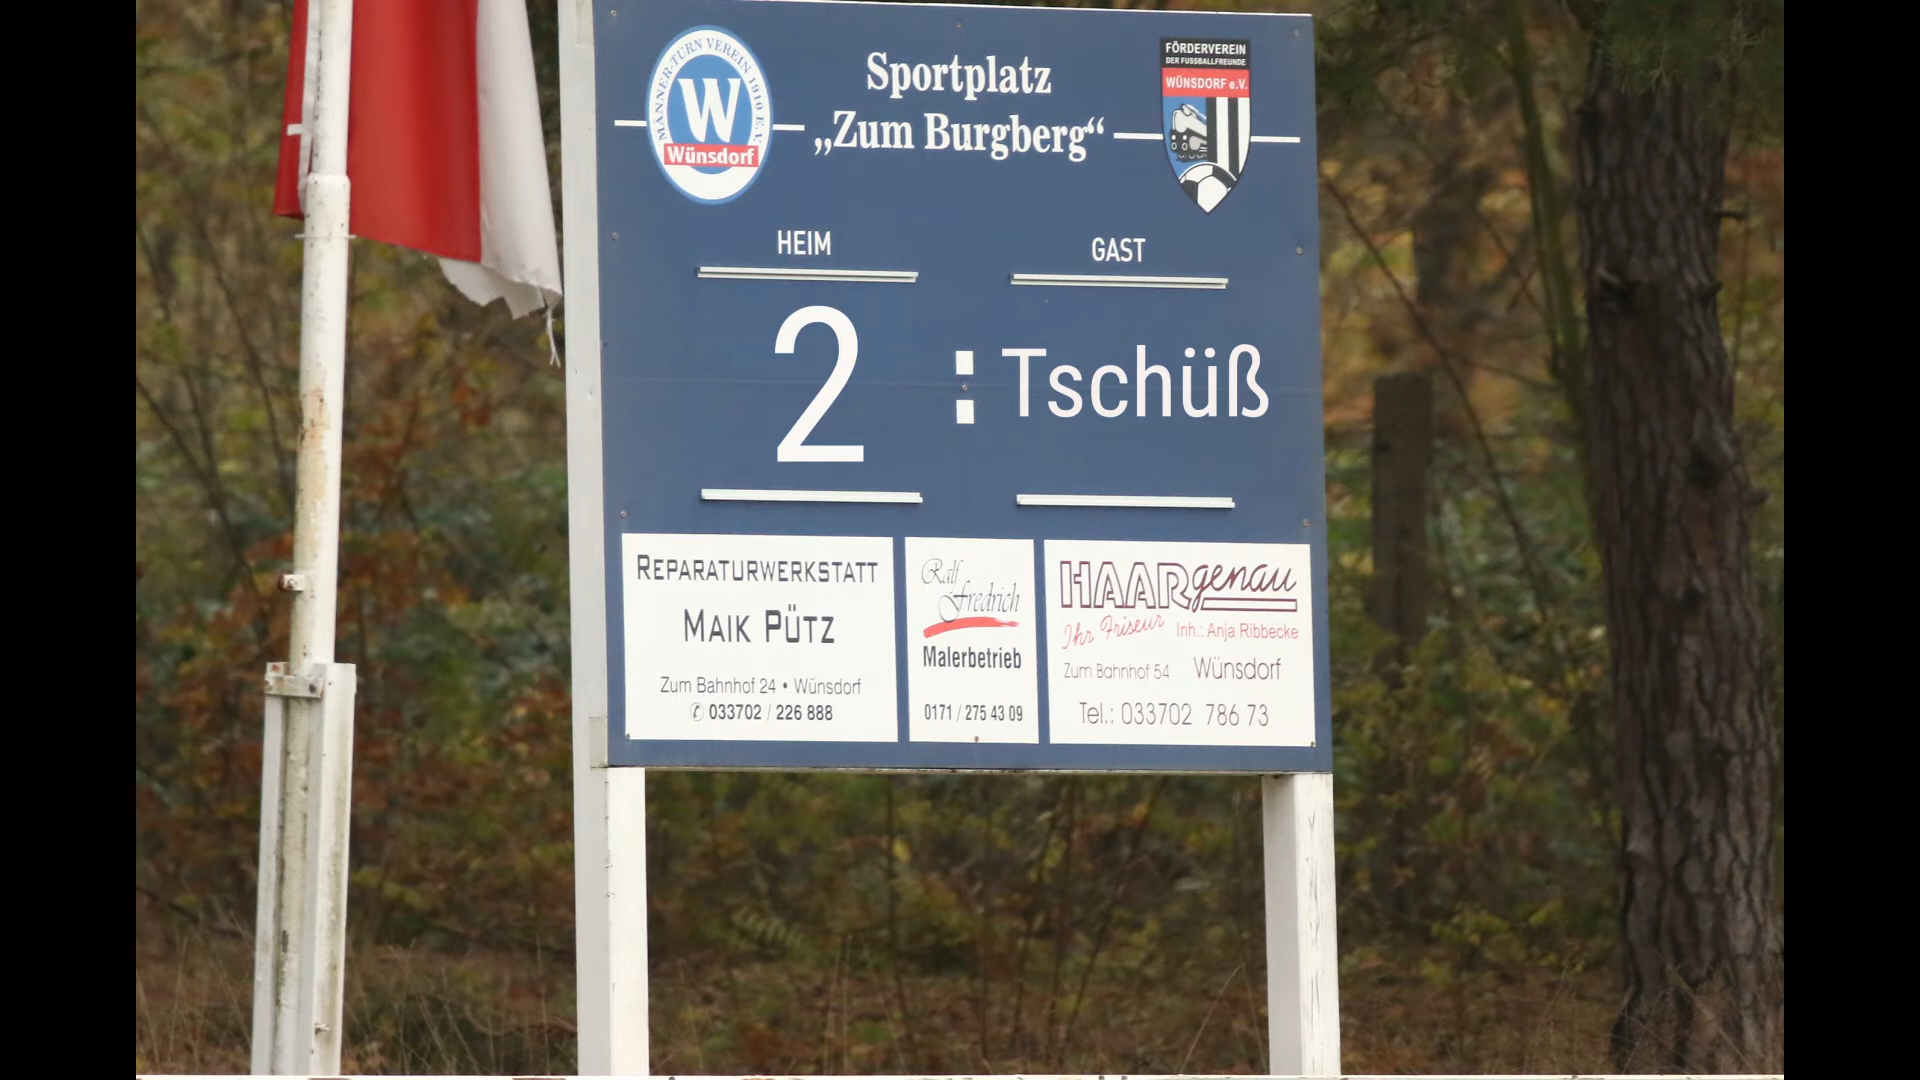 MÄNNER-TURN VEREIN 1910 E.V.
W
Wünsdorf
Sportplatz
„Zum Burgberg“
FÖRDERVEREIN
DER FUSSBALLFREUNDE
WÜNSDORF e.V.
HEIM
GAST
2 : Tschüß
REPARATURWERKSTATT
MAIK PÜTZ
Zum Bahnhof 24 • Wünsdorf
✆ 033702 / 226 888
Ralf
Fredrich
Malerbetrieb
0171 / 275 43 09
HAARgenau
Ihr Friseur Inh.: Anja Ribbecke
Zum Bahnhof 54 Wünsdorf
Tel.: 033702 786 73